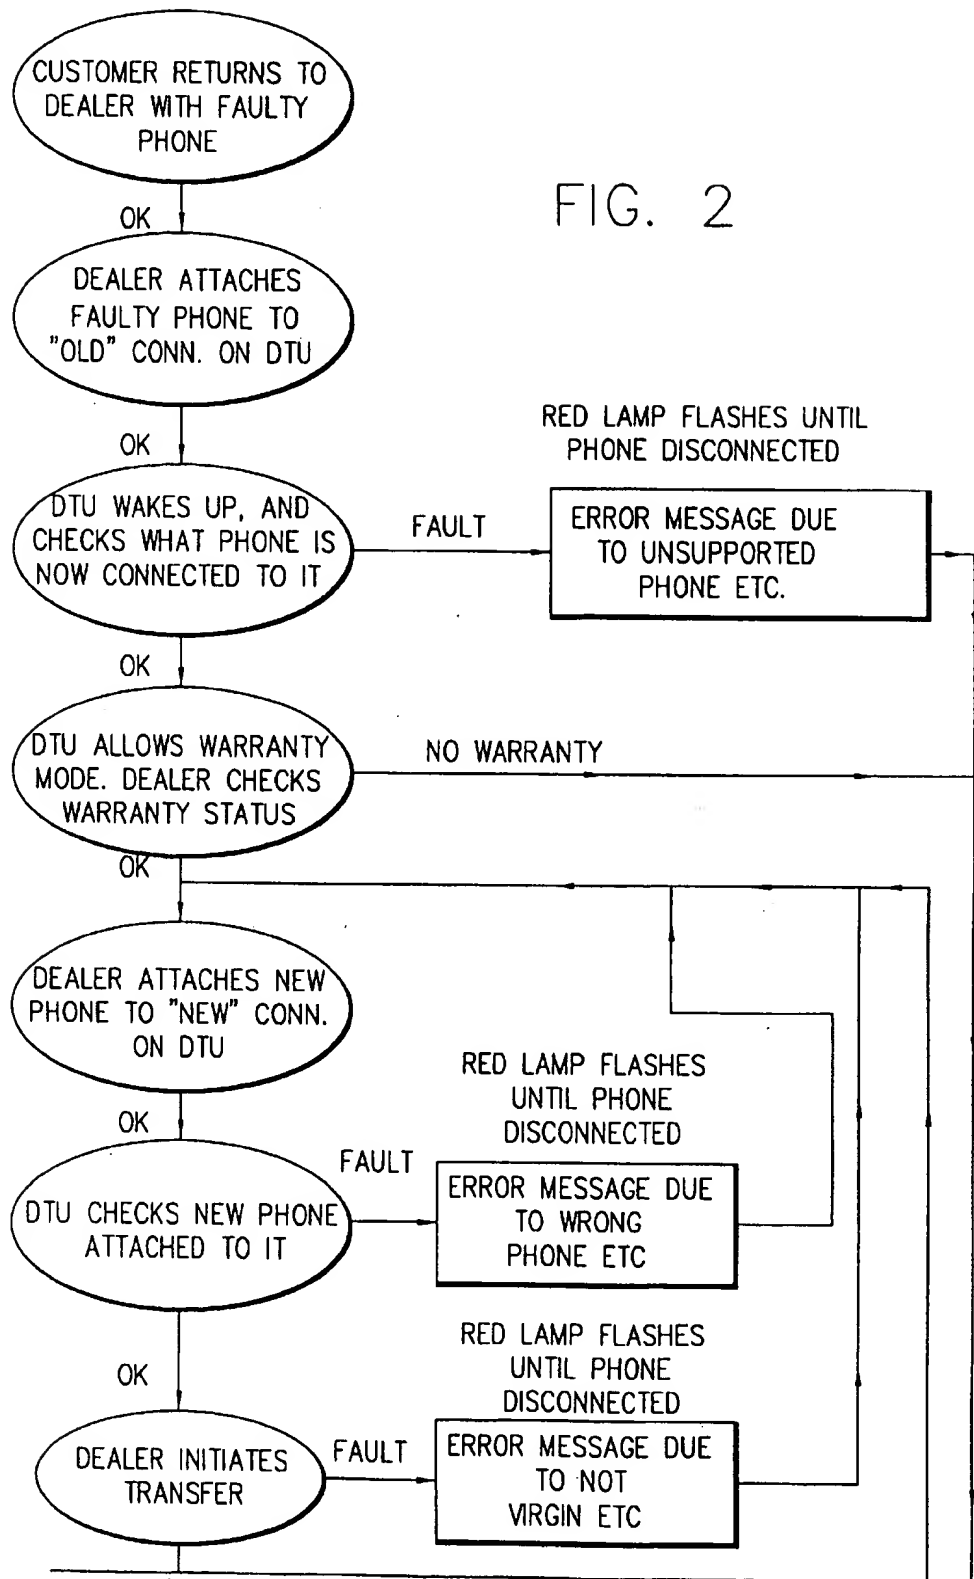 CUSTOMER RETURNS TO
DEALER WITH FAULTY
PHONE
FIG. 2
OK
DEALER ATTACHES
FAULTY PHONE TO
"OLD" CONN. ON DTU
OK
RED LAMP FLASHES UNTIL
PHONE DISCONNECTED
DTU WAKES UP, AND
CHECKS WHAT PHONE IS
NOW CONNECTED TO IT
FAULT
ERROR MESSAGE DUE
TO UNSUPPORTED
PHONE ETC.
OK
DTU ALLOWS WARRANTY
MODE. DEALER CHECKS
WARRANTY STATUS
NO WARRANTY
OK
DEALER ATTACHES NEW
PHONE TO "NEW" CONN.
ON DTU
OK
RED LAMP FLASHES
UNTIL PHONE
DISCONNECTED
DTU CHECKS NEW PHONE
ATTACHED TO IT
FAULT
ERROR MESSAGE DUE
TO WRONG
PHONE ETC
OK
RED LAMP FLASHES
UNTIL PHONE
DISCONNECTED
DEALER INITIATES
TRANSFER
FAULT
ERROR MESSAGE DUE
TO NOT
VIRGIN ETC